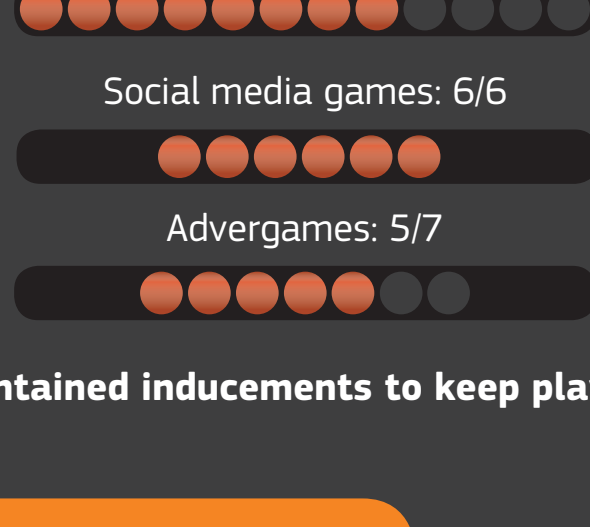 Social media games: 6/6
Advergames: 5/7
ntained inducements to keep pla